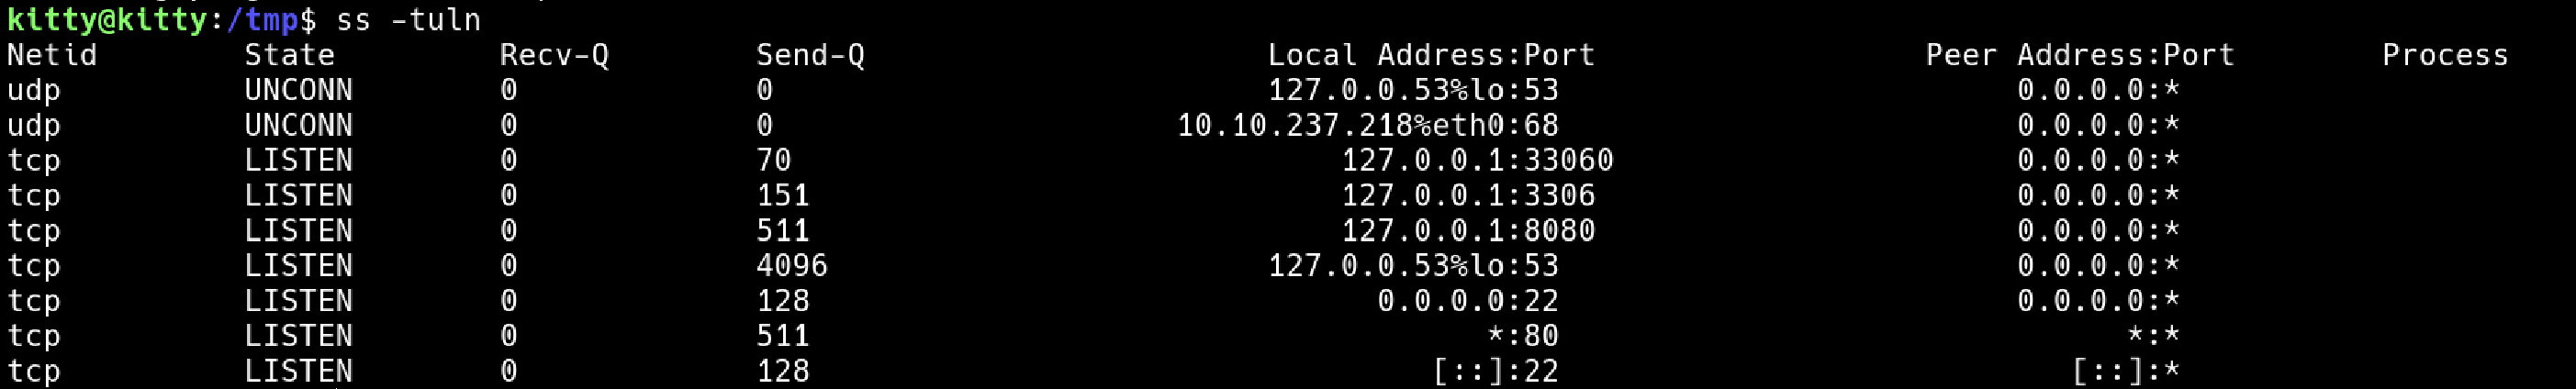 kitty@kitty:/tmp$ ss -tuln
Netid State Recv-Q Send-Q Local Address:Port Peer Address:Port Process
udp UNCONN 0 0 127.0.0.53%lo:53 0.0.0.0:*
udp UNCONN 0 0 10.10.237.218%eth0:68 0.0.0.0:*
tcp LISTEN 0 70 127.0.0.1:33060 0.0.0.0:*
tcp LISTEN 0 151 127.0.0.1:3306 0.0.0.0:*
tcp LISTEN 0 511 127.0.0.1:8080 0.0.0.0:*
tcp LISTEN 0 4096 127.0.0.53%lo:53 0.0.0.0:*
tcp LISTEN 0 128 0.0.0.0:22 0.0.0.0:*
tcp LISTEN 0 511 *:80 *:*
tcp LISTEN 0 128 [::]:22 [::]:*